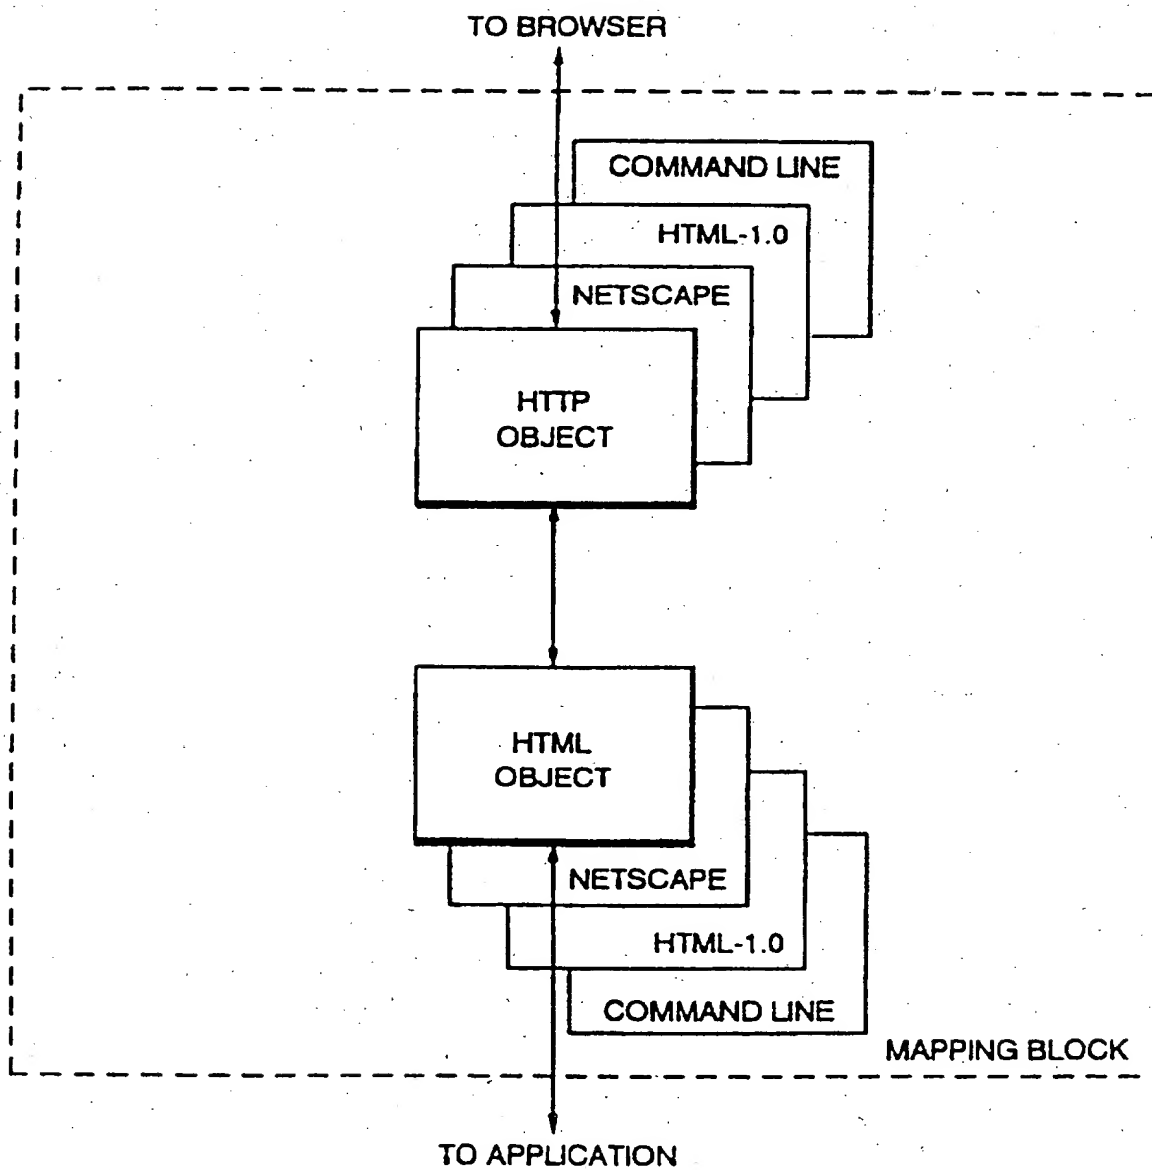 TO BROWSER
COMMAND LINE
HTML-1.0
NETSCAPE
HTTP
OBJECT
HTML
OBJECT
NETSCAPE
HTML-1.0
COMMAND LINE
MAPPING BLOCK
TO APPLICATION